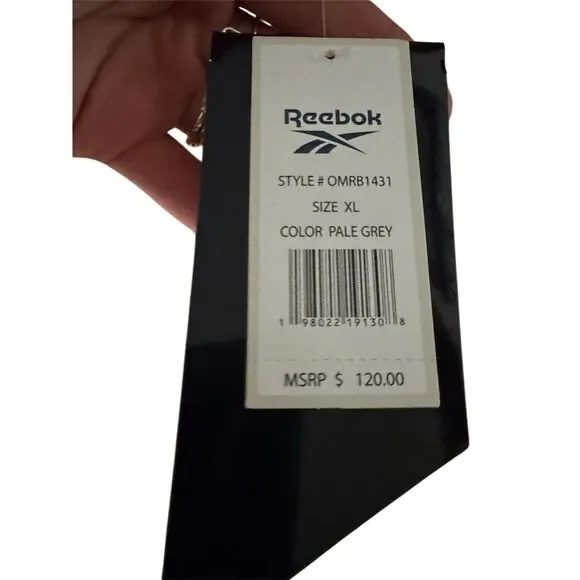 Reebok
STYLE # OMRB1431
SIZE XL
COLOR PALE GREY
1 98022 19130 8
MSRP $ 120.00